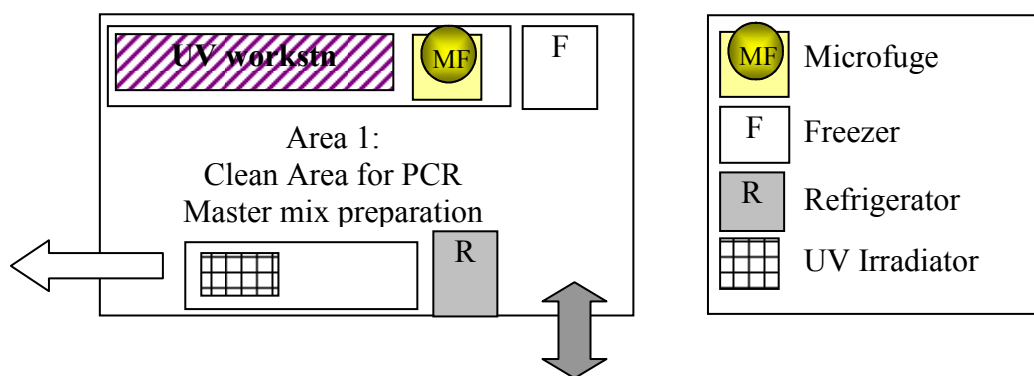 UV workstn
MF
F
Area 1:
Clean Area for PCR
Master mix preparation
R
MF Microfuge
F Freezer
R Refrigerator
UV Irradiator